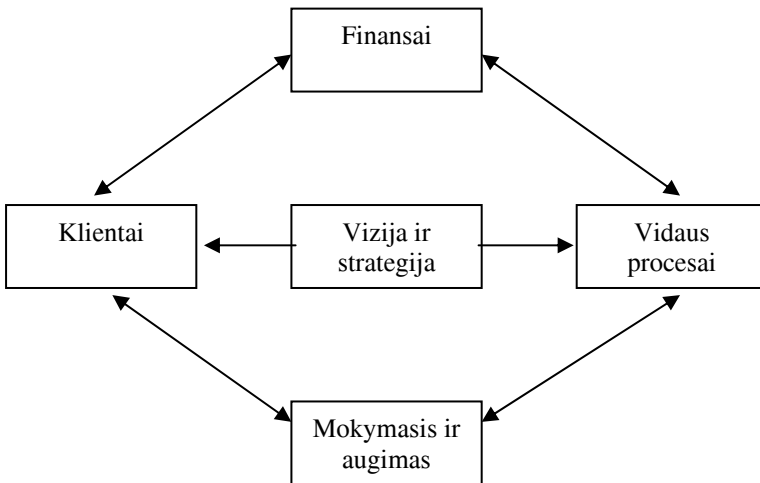 Finansai
Klientai
Vizija ir
strategija
Vidaus
procesai
Mokymasis ir
augimas